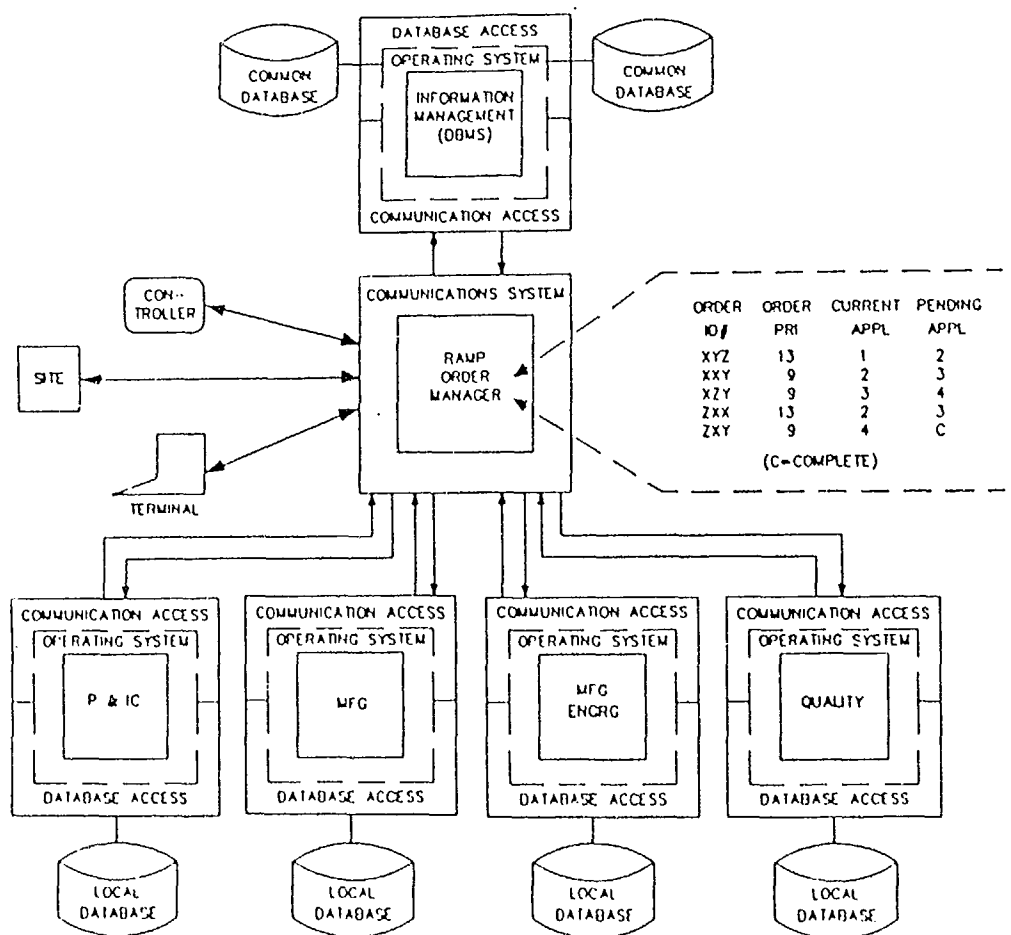 DATABASE ACCESS
OPERATING SYSTEM
INFORMATION
MANAGEMENT
(DBMS)
COMMUNICATION ACCESS
COMMON
DATABASE
COMMON
DATABASE
COMMUNICATIONS SYSTEM
RAMP
ORDER
MANAGER
CON-
TROLLER
SITE
TERMINAL
ORDER ORDER CURRENT PENDING
ID# PRI APPL APPL
XYZ 13 1 2
XXY 9 2 3
XZY 9 3 4
ZXX 13 2 3
ZXY 9 4 C
(C=COMPLETE)
COMMUNICATION ACCESS
OPERATING SYSTEM
P & IC
DATABASE ACCESS
LOCAL
DATABASE
COMMUNICATION ACCESS
OPERATING SYSTEM
MFG
DATABASE ACCESS
LOCAL
DATABASE
COMMUNICATION ACCESS
OPERATING SYSTEM
MFG
ENGRG
DATABASE ACCESS
LOCAL
DATABASE
COMMUNICATION ACCESS
OPERATING SYSTEM
QUALITY
DATABASE ACCESS
LOCAL
DATABASE